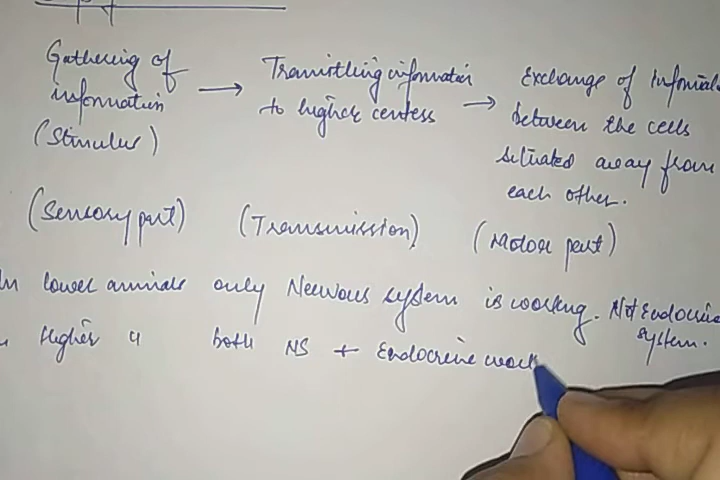 Gathering of
information
(Stimulus)
→ Transmitting information
to higher centers
→ Exchange of Informati
between the cells
situated away from
each other.
(Sensory part) (Transmission) (Motor part)
In lower animals only Nervous system is working. Not Endocrine
system.
Higher " both NS + Endocrine work